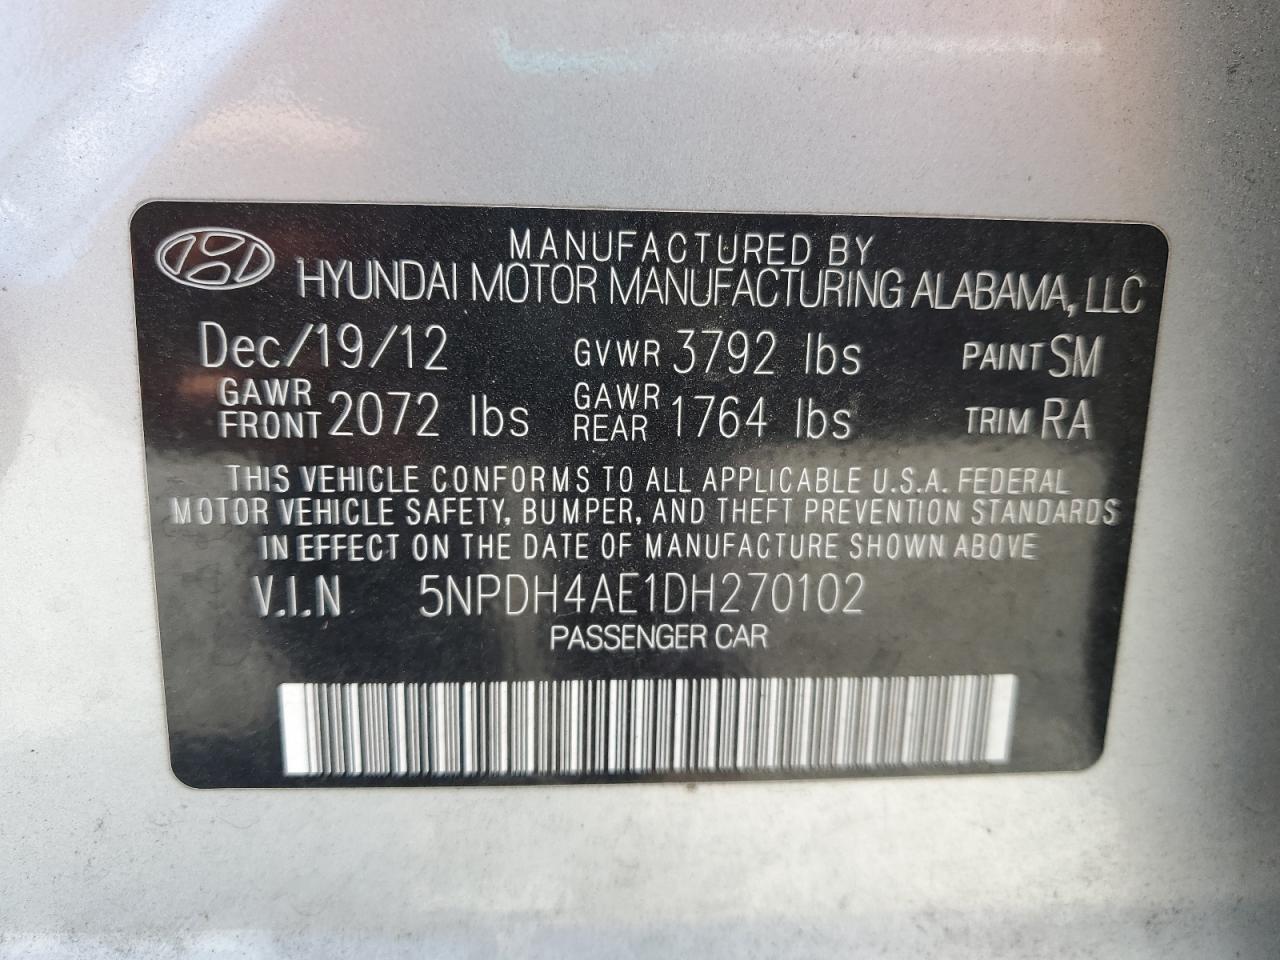 MANUFACTURED BY
HYUNDAI MOTOR MANUFACTURING ALABAMA, LLC
Dec/19/12 GVWR 3792 lbs PAINT SM
GAWR FRONT 2072 lbs GAWR REAR 1764 lbs TRIM RA
THIS VEHICLE CONFORMS TO ALL APPLICABLE U.S.A. FEDERAL
MOTOR VEHICLE SAFETY, BUMPER, AND THEFT PREVENTION STANDARDS
IN EFFECT ON THE DATE OF MANUFACTURE SHOWN ABOVE
V.I.N 5NPDH4AE1DH270102
PASSENGER CAR